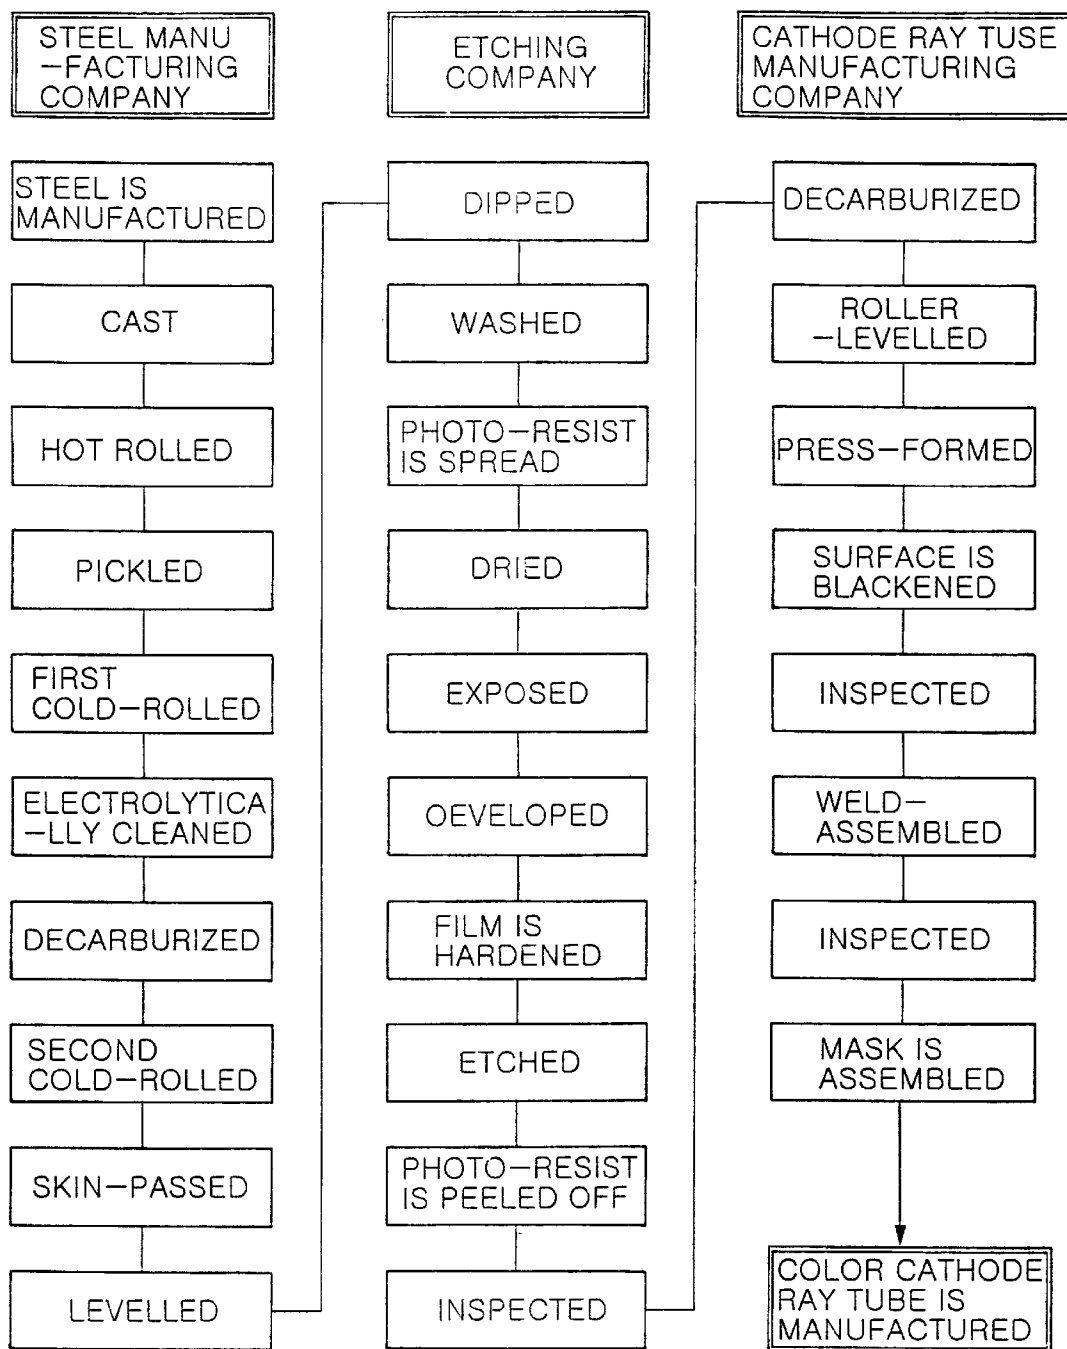 STEEL MANU
-FACTURING
COMPANY
STEEL IS
MANUFACTURED
CAST
HOT ROLLED
PICKLED
FIRST
COLD-ROLLED
ELECTROLYTICA
-LLY CLEANED
DECARBURIZED
SECOND
COLD-ROLLED
SKIN-PASSED
LEVELLED
ETCHING
COMPANY
DIPPED
WASHED
PHOTO-RESIST
IS SPREAD
DRIED
EXPOSED
OEVELOPED
FILM IS
HARDENED
ETCHED
PHOTO-RESIST
IS PEELED OFF
INSPECTED
CATHODE RAY TUSE
MANUFACTURING
COMPANY
DECARBURIZED
ROLLER
-LEVELLED
PRESS-FORMED
SURFACE IS
BLACKENED
INSPECTED
WELD-
ASSEMBLED
INSPECTED
MASK IS
ASSEMBLED
COLOR CATHODE
RAY TUBE IS
MANUFACTURED